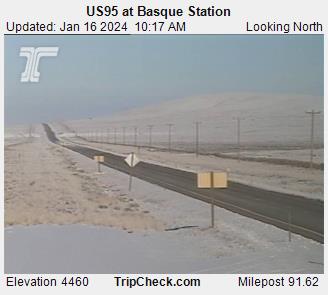 US95 at Basque Station
Updated: Jan 16 2024 10:17 AM Looking North
Elevation 4460 TripCheck.com Milepost 91.62